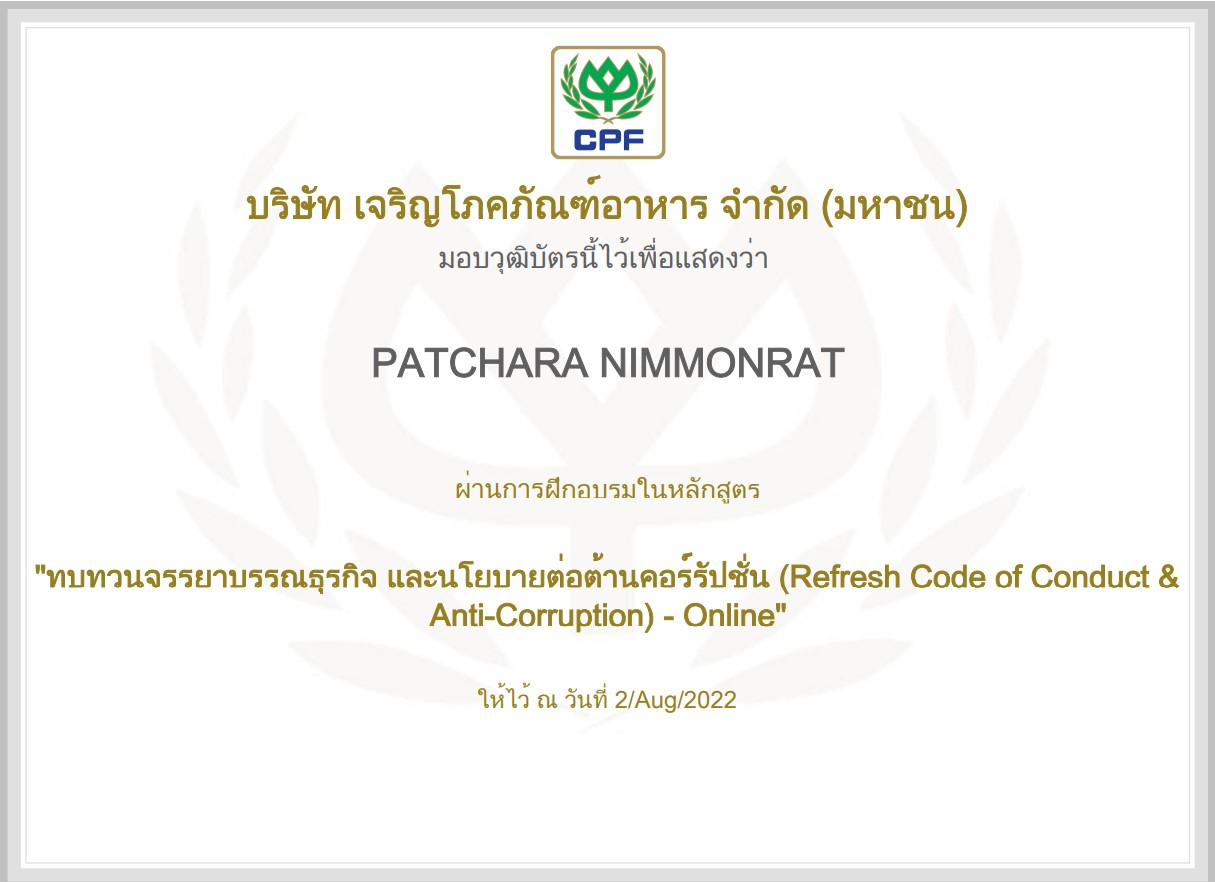 CPF
บริษัท เจริญโภคภัณฑ์อาหาร จำกัด (มหาชน)
มอบวุฒิบัตรนี้ไว้เพื่อแสดงว่า
PATCHARA NIMMONRAT
ผ่านการฝึกอบรมในหลักสูตร
"ทบทวนจรรยาบรรณธุรกิจ และนโยบายต่อต้านคอร์รัปชั่น (Refresh Code of Conduct &
Anti-Corruption) - Online"
ให้ไว้ ณ วันที่ 2/Aug/2022